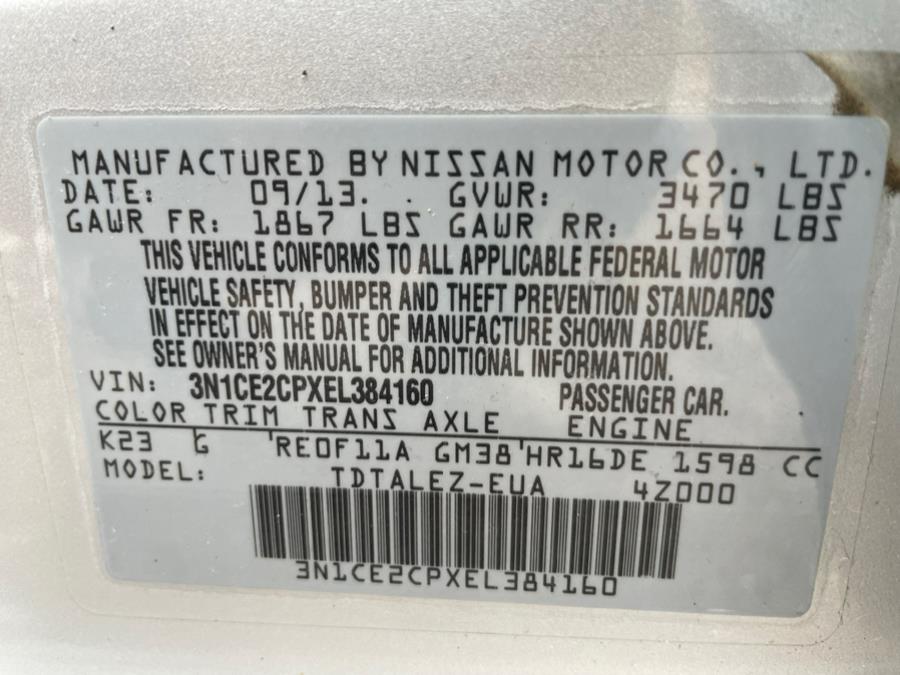 MANUFACTURED BY NISSAN MOTOR CO., LTD.
DATE: 09/13. . GVWR: 3470 LBS
GAWR FR: 1867 LBS GAWR RR: 1664 LBS
THIS VEHICLE CONFORMS TO ALL APPLICABLE FEDERAL MOTOR
VEHICLE SAFETY, BUMPER AND THEFT PREVENTION STANDARDS
IN EFFECT ON THE DATE OF MANUFACTURE SHOWN ABOVE.
SEE OWNER'S MANUAL FOR ADDITIONAL INFORMATION.
VIN: 3N1CE2CPXEL384160 PASSENGER CAR.
COLOR TRIM TRANS AXLE ENGINE
K23 G 'RE0F11A GM38'HR16DE 1598 CC
MODEL: TDTALEZ-EUA 4Z000
3N1CE2CPXEL384160